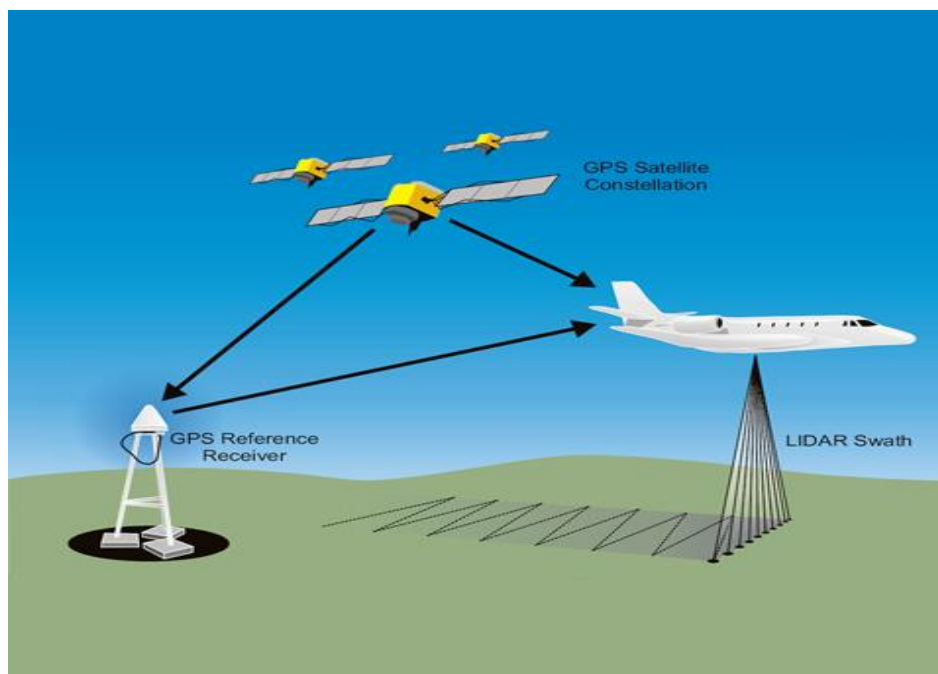 GPS Satellite
Constellation
GPS Reference
Receiver
LIDAR Swath